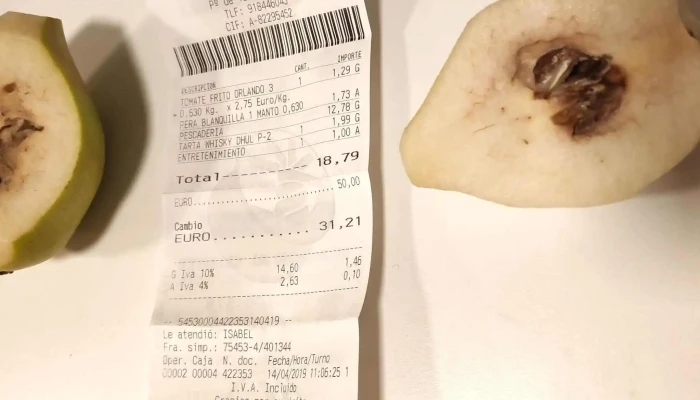 TLF: 918446043
CIF: A-82295452
DESCRIPCION CANT. IMPORTE
TOMATE FRITO ORLANDO 3 1 1,29 G
0,630 Kg. x 2,75 Euro/Kg.
PERA BLANQUILLA 1 MANTO 0,630 1,73 A
PESCADERIA 1 12,78 G
TARTA WHISKY DHUL P-2 1 1,99 G
ENTRETENIMIENTO 1 1,00 A
Total 18,79
EURO 50,00
Cambio
EURO........... 31,21
G Iva 10% 14,60 1,46
A Iva 4% 2,63 0,10
-- 54530004422353140419 --
Le atendió: ISABEL
Fra. simp.: 75453-4/401344
Oper. Caja N. doc. Fecha/Hora/Turno
00002 00004 422353 14/04/2019 11:06:25 1
I.V.A. Incluido